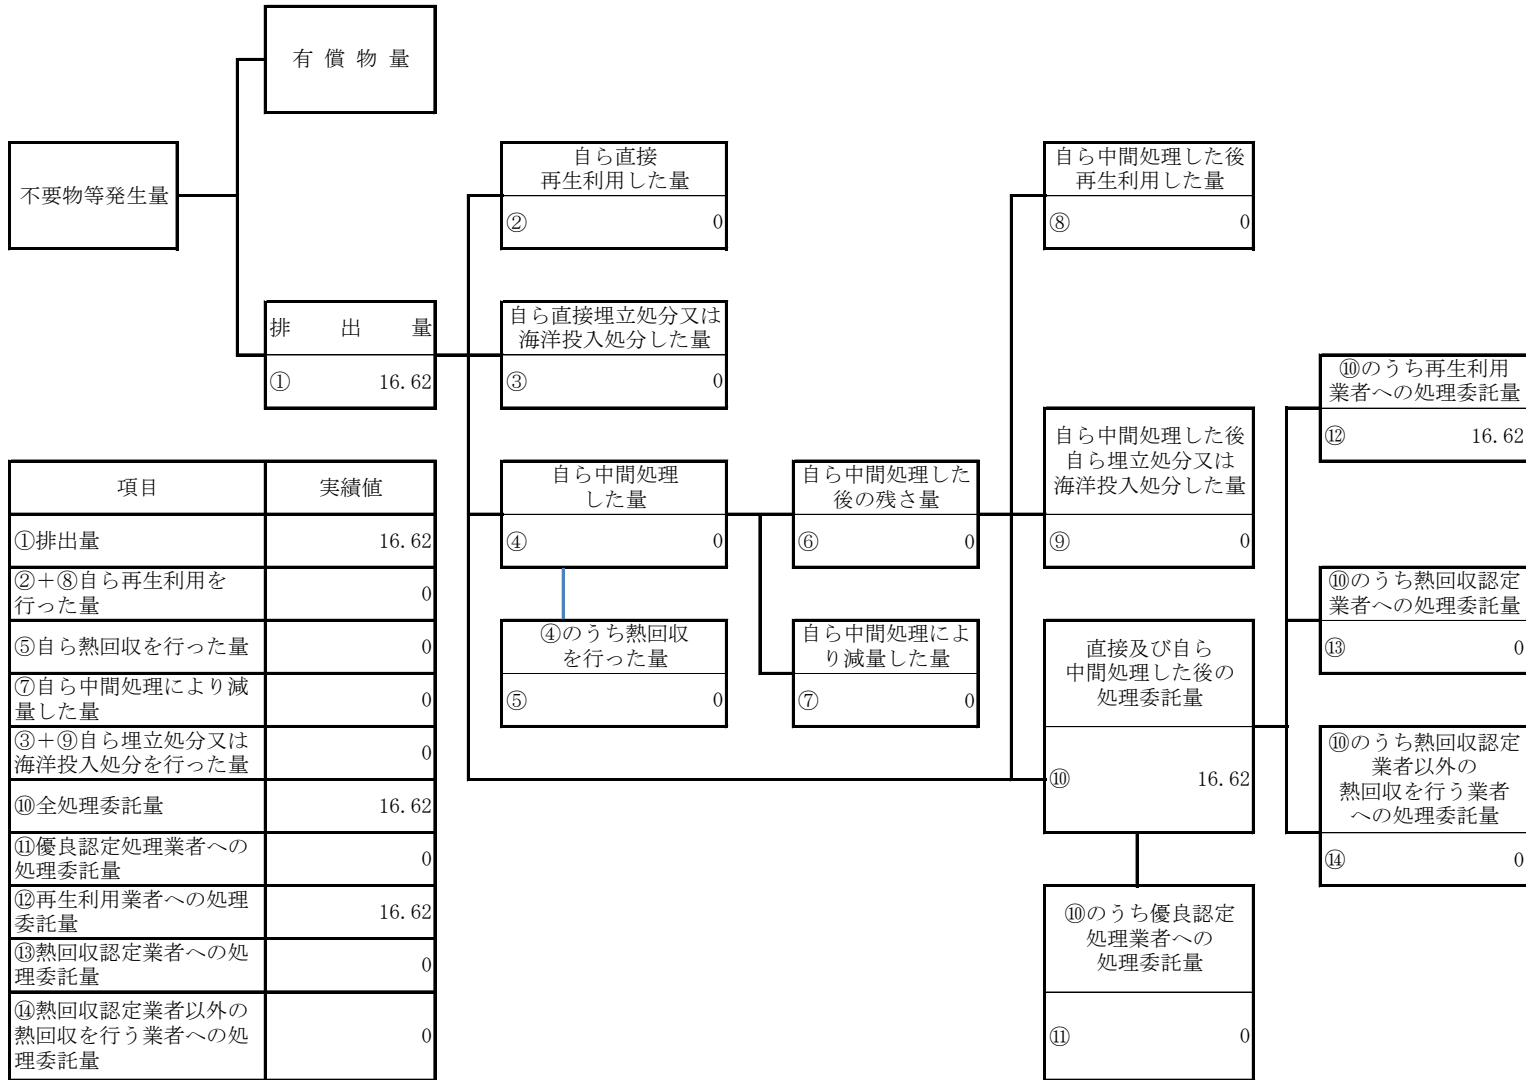 有償物量
不要物等発生量
排出量
① 16.62
自ら直接
再生利用した量
② 0
自ら直接埋立処分又は
海洋投入処分した量
③ 0
自ら中間処理
した量
④ 0
④のうち熱回収
を行った量
⑤ 0
自ら中間処理した
後の残さ量
⑥ 0
自ら中間処理によ
り減量した量
⑦ 0
自ら中間処理した後
再生利用した量
⑧ 0
自ら中間処理した後
自ら埋立処分又は
海洋投入処分した量
⑨ 0
直接及び自ら
中間処理した後の
処理委託量
⑩ 16.62
⑩のうち優良認定
処理業者への
処理委託量
⑪ 0
⑩のうち再生利用
業者への処理委託量
⑫ 16.62
⑩のうち熱回収認定
業者への処理委託量
⑬ 0
⑩のうち熱回収認定
業者以外の
熱回収を行う業者
への処理委託量
⑭ 0
項目 実績値
①排出量 16.62
②＋⑧自ら再生利用を
行った量 0
⑤自ら熱回収を行った量 0
⑦自ら中間処理により減
量した量 0
③＋⑨自ら埋立処分又は
海洋投入処分を行った量 0
⑩全処理委託量 16.62
⑪優良認定処理業者への
処理委託量 0
⑫再生利用業者への処理
委託量 16.62
⑬熱回収認定業者への処
理委託量 0
⑭熱回収認定業者以外の
熱回収を行う業者への処
理委託量 0